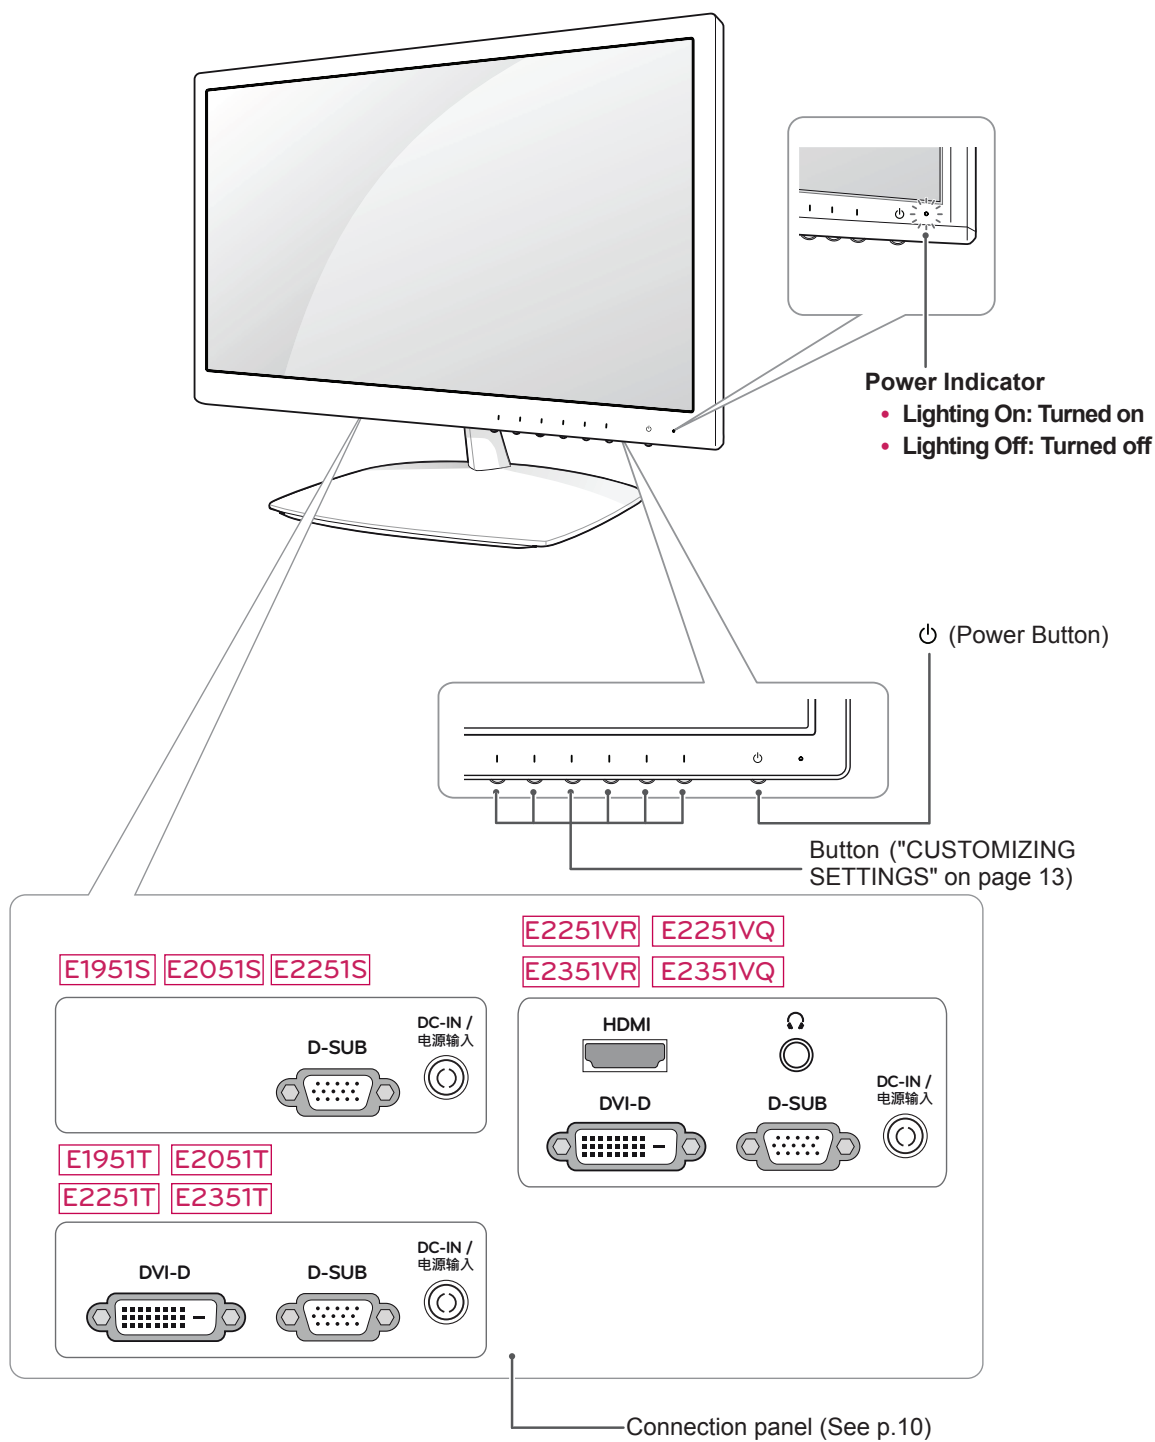 Power Indicator
• Lighting On: Turned on
• Lighting Off: Turned off
(Power Button)
Button ("CUSTOMIZING
SETTINGS" on page 13)
E1951S E2051S E2251S
D-SUB
DC-IN /
电源输入
E1951T E2051T
E2251T E2351T
DVI-D
D-SUB
DC-IN /
电源输入
E2251VR E2251VQ
E2351VR E2351VQ
HDMI
DVI-D
D-SUB
DC-IN /
电源输入
Connection panel (See p.10)